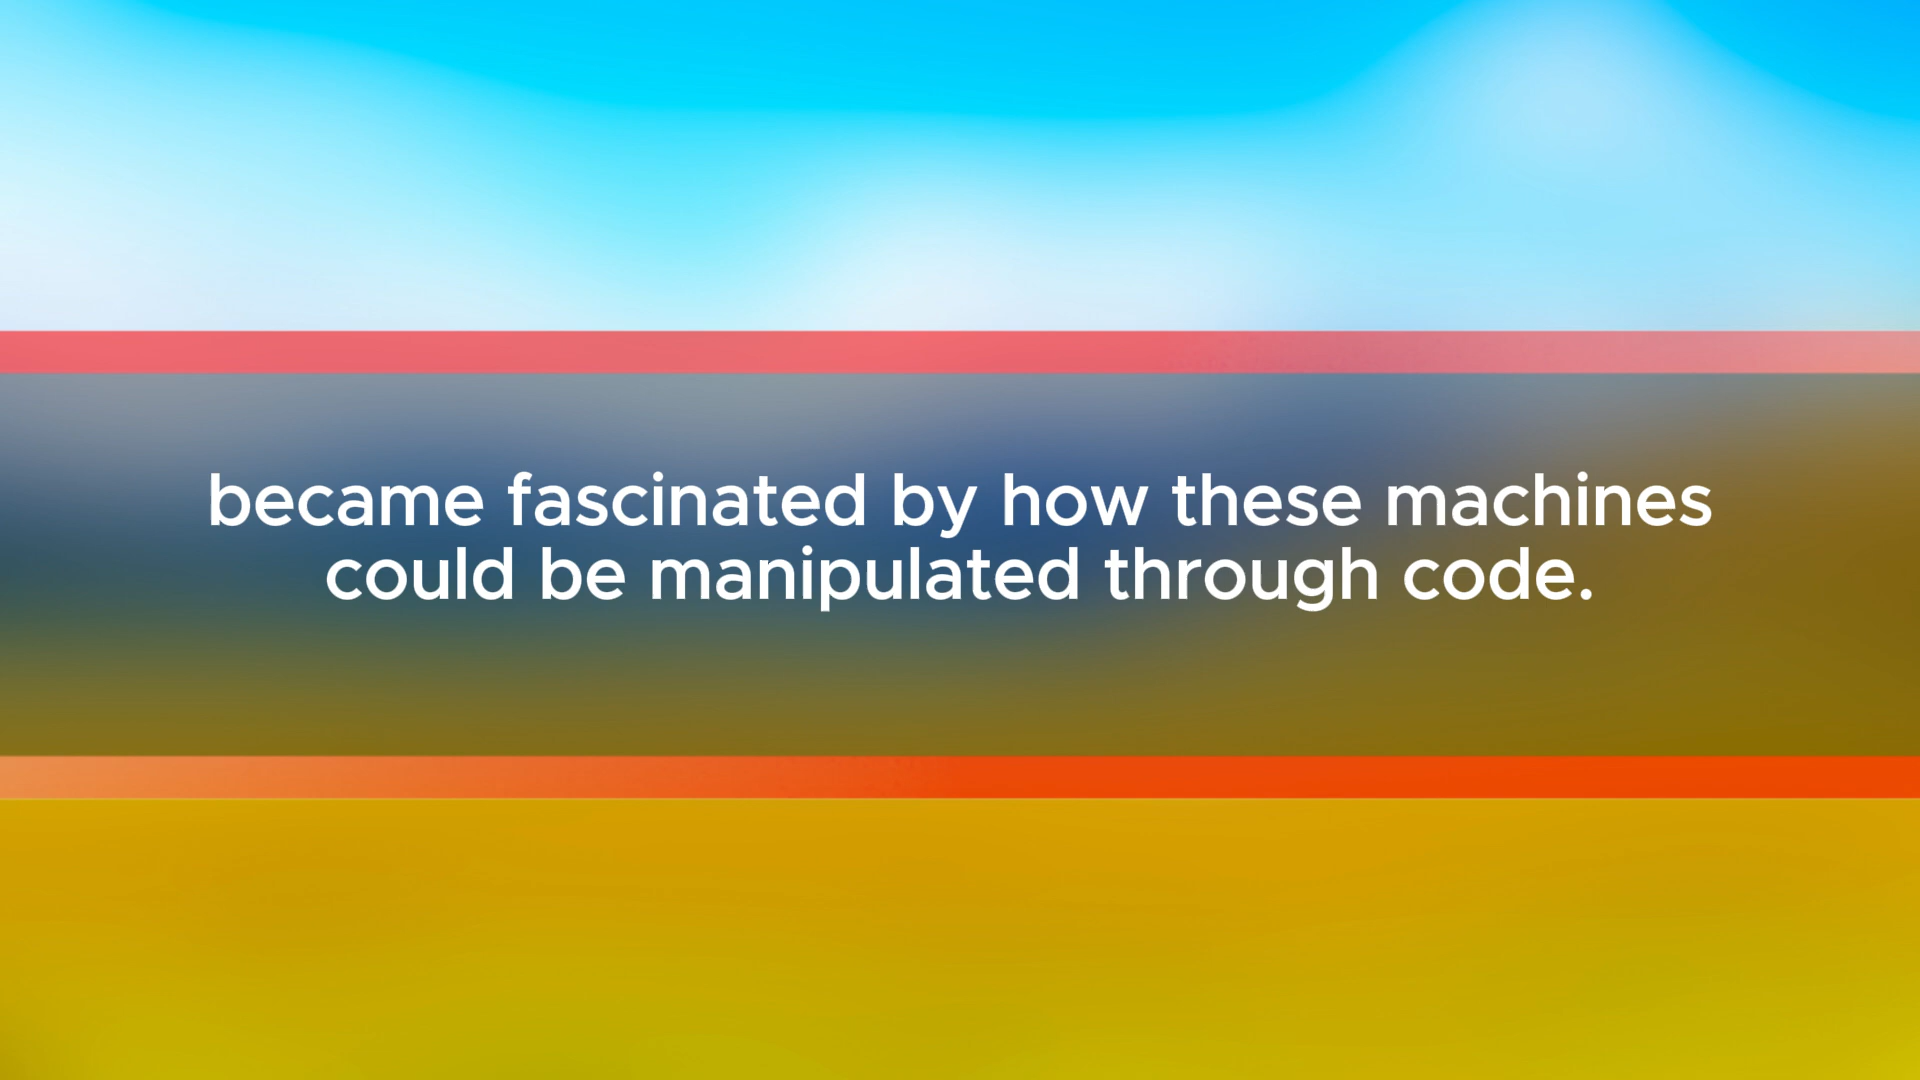 became fascinated by how these machines
could be manipulated through code.